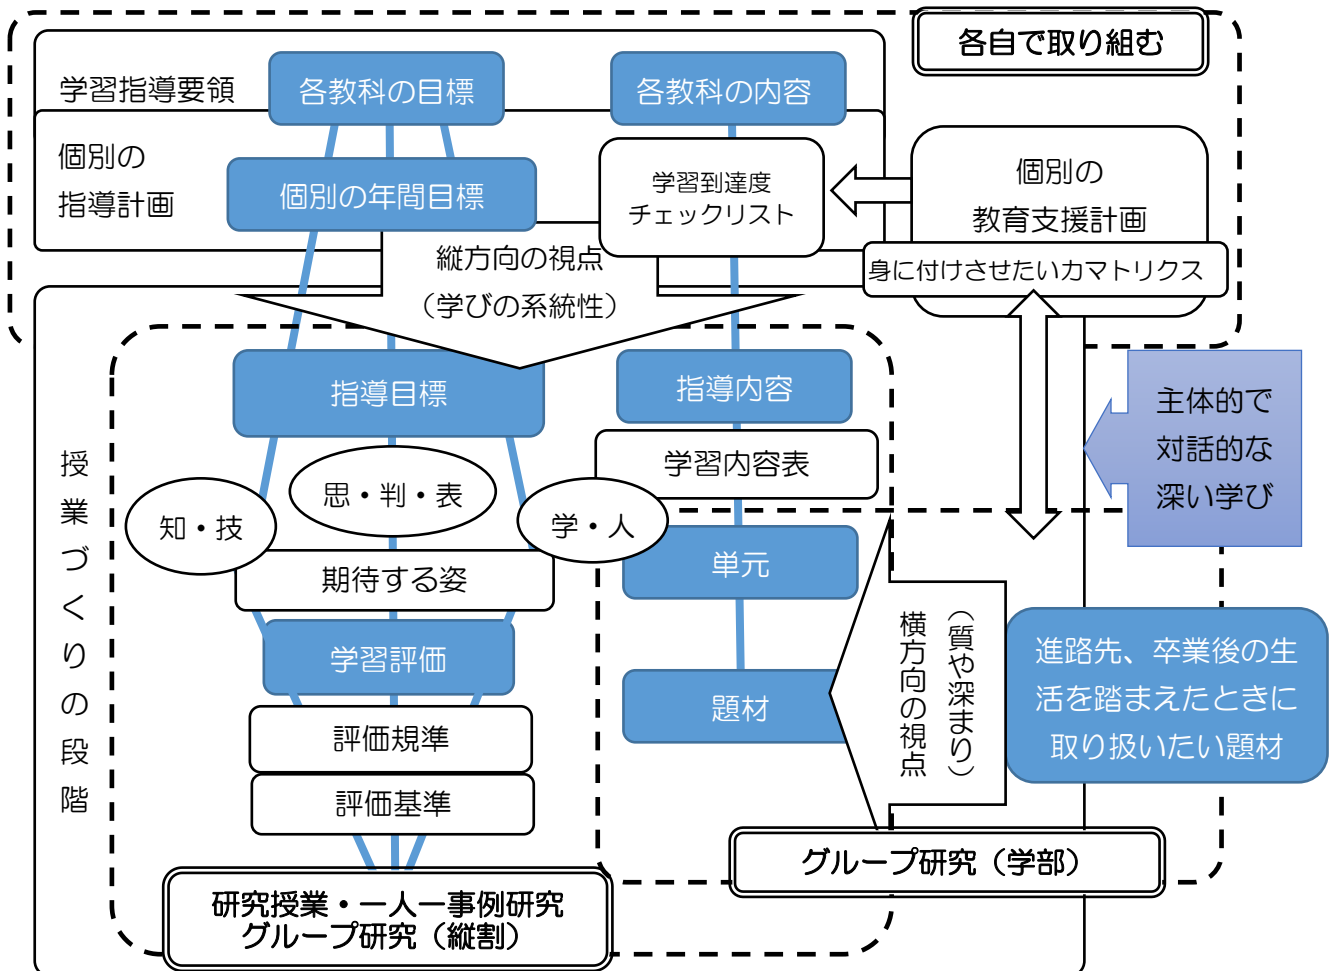 各自で取り組む
学習指導要領
各教科の目標
各教科の内容
個別の
指導計画
個別の年間目標
学習到達度
チェックリスト
個別の
教育支援計画
身に付けさせたい力マトリクス
縦方向の視点
（学びの系統性）
指導目標
指導内容
主体的で
対話的な
深い学び
学習内容表
授業づくりの段階
知・技
思・判・表
学・人
期待する姿
単元
学習評価
題材
横方向の視点
（質や深まり）
進路先、卒業後の生
活を踏まえたときに
取り扱いたい題材
評価規準
評価基準
グループ研究（学部）
研究授業・一人一事例研究
グループ研究（縦割）